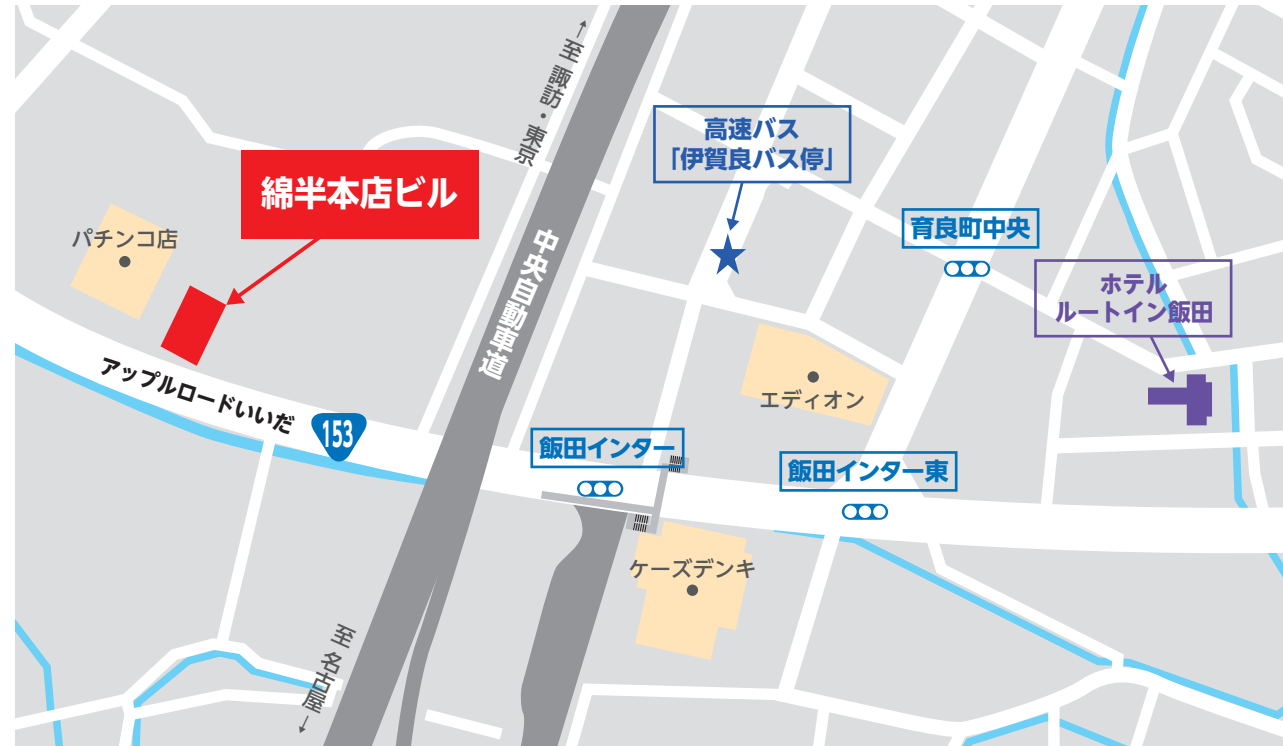 ↑至 諏訪・東京
高速バス
「伊賀良バス停」
綿半本店ビル
パチンコ店
中央自動車道
育良町中央
ホテル
ルートイン飯田
アップルロードいいだ
153
エディオン
飯田インター
飯田インター東
ケーズデンキ
至 名古屋↓